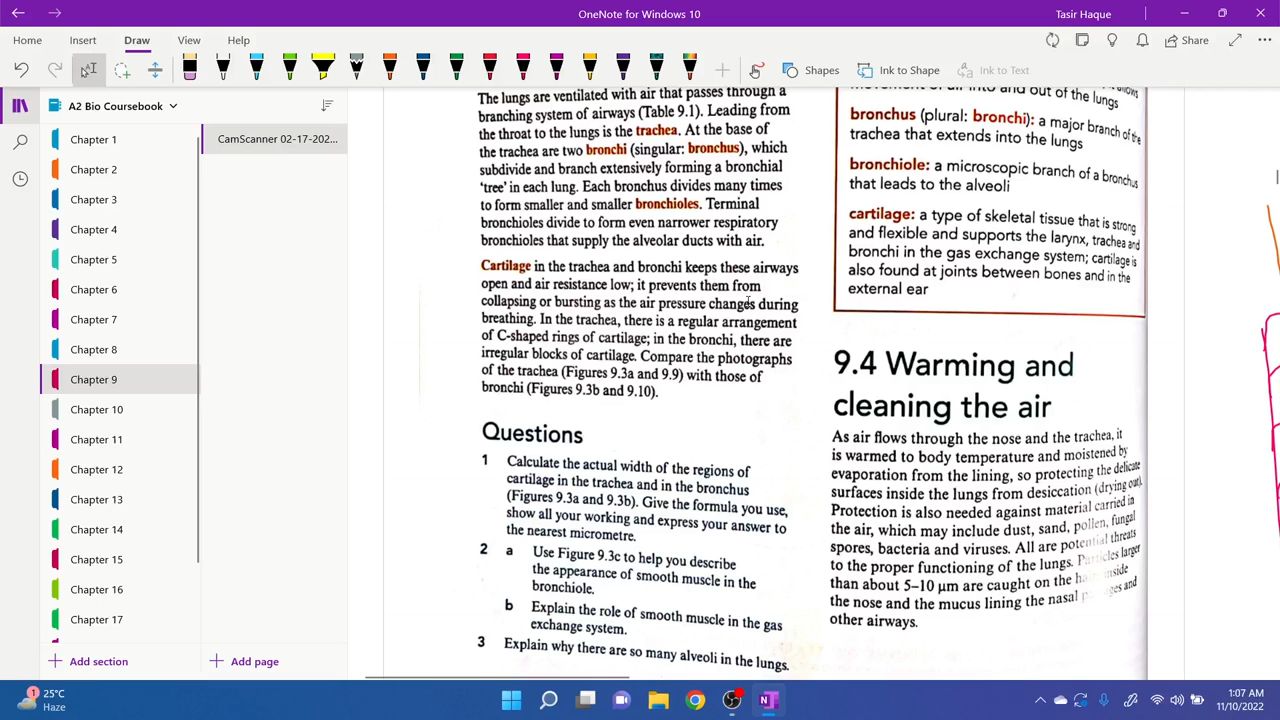 OneNote for Windows 10
Tasir Haque
Home
Insert
Draw
View
Help
Share
Shapes
Ink to Shape
Ink to Text
A2 Bio Coursebook
Chapter 1
Chapter 2
Chapter 3
Chapter 4
Chapter 5
Chapter 6
Chapter 7
Chapter 8
Chapter 9
Chapter 10
Chapter 11
Chapter 12
Chapter 13
Chapter 14
Chapter 15
Chapter 16
Chapter 17
Add section
CamScanner 02-17-202...
Add page
The lungs are ventilated with air that passes through a
branching system of airways (Table 9.1). Leading from
the throat to the lungs is the trachea. At the base of
the trachea are two bronchi (singular: bronchus), which
subdivide and branch extensively forming a bronchial
'tree' in each lung. Each bronchus divides many times
to form smaller and smaller bronchioles. Terminal
bronchioles divide to form even narrower respiratory
bronchioles that supply the alveolar ducts with air.
Cartilage in the trachea and bronchi keeps these airways
open and air resistance low; it prevents them from
collapsing or bursting as the air pressure changes during
breathing. In the trachea, there is a regular arrangement
of C-shaped rings of cartilage; in the bronchi, there are
irregular blocks of cartilage. Compare the photographs
of the trachea (Figures 9.3a and 9.9) with those of
bronchi (Figures 9.3b and 9.10).
Questions
1 Calculate the actual width of the regions of
cartilage in the trachea and in the bronchus
(Figures 9.3a and 9.3b). Give the formula you use,
show all your working and express your answer to
the nearest micrometre.
2 a Use Figure 9.3c to help you describe
the appearance of smooth muscle in the
bronchiole.
b Explain the role of smooth muscle in the gas
exchange system.
3 Explain why there are so many alveoli in the lungs.
movement of air into and out of the lungs
bronchus (plural: bronchi): a major branch of the
trachea that extends into the lungs
bronchiole: a microscopic branch of a bronchus
that leads to the alveoli
cartilage: a type of skeletal tissue that is strong
and flexible and supports the larynx, trachea and
bronchi in the gas exchange system; cartilage is
also found at joints between bones and in the
external ear
9.4 Warming and
cleaning the air
As air flows through the nose and the trachea, it
is warmed to body temperature and moistened by
evaporation from the lining, so protecting the delicate
surfaces inside the lungs from desiccation (drying out).
Protection is also needed against material carried in
the air, which may include dust, sand, pollen, fungal
spores, bacteria and viruses. All are potential threats
to the proper functioning of the lungs. Particles larger
than about 5–10 µm are caught on the inside
the nose and the mucus lining the nasal and
other airways.
1
25°C
Haze
1:07 AM
11/10/2022